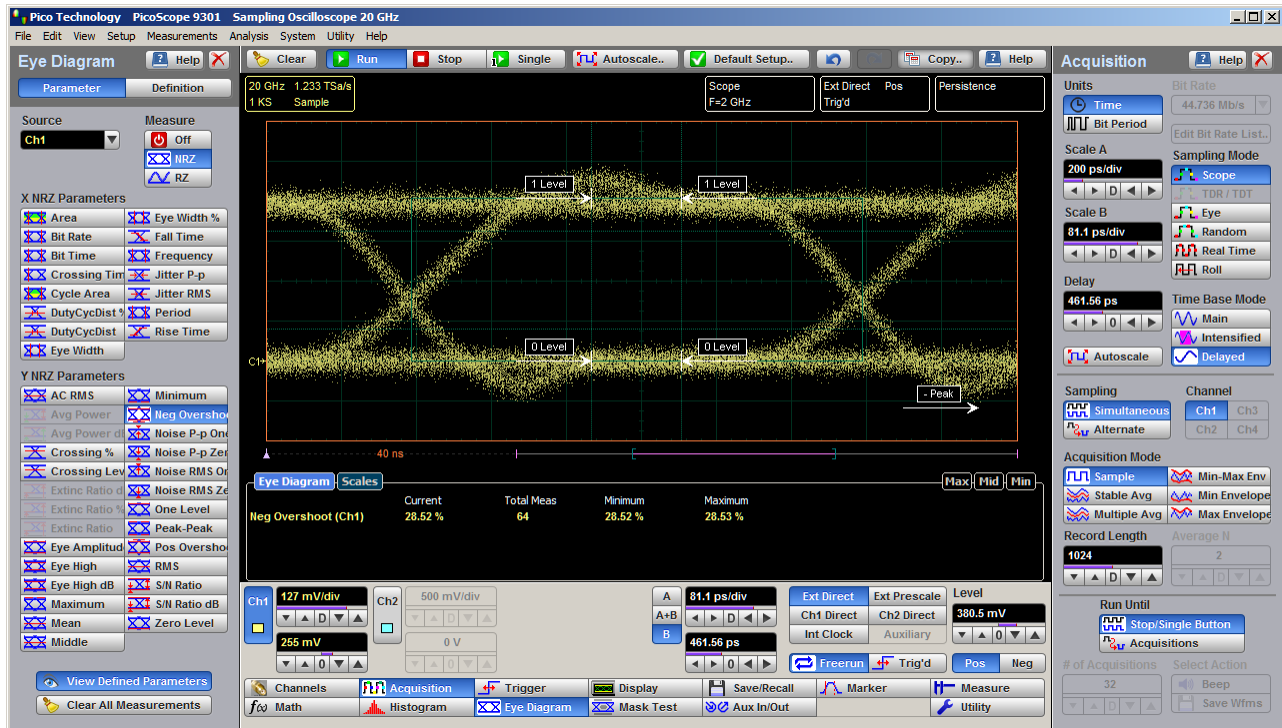 Pico Technology PicoScope 9301 Sampling Oscilloscope 20 GHz
File Edit View Setup Measurements Analysis System Utility Help
Eye Diagram Help
Parameter Definition
Source Measure
Ch1 Off
NRZ
RZ
X NRZ Parameters
Area Eye Width %
Bit Rate Fall Time
Bit Time Frequency
Crossing Tim Jitter P-p
Cycle Area Jitter RMS
DutyCycDist % Period
DutyCycDist Rise Time
Eye Width
Y NRZ Parameters
AC RMS Minimum
Avg Power Neg Overshoo
Avg Power dB Noise P-p One
Crossing % Noise P-p Zer
Crossing Lev Noise RMS On
Extinc Ratio d Noise RMS Ze
Extinc Ratio % One Level
Extinc Ratio Peak-Peak
Eye Amplitud Pos Overshoo
Eye High RMS
Eye High dB S/N Ratio
Maximum S/N Ratio dB
Mean Zero Level
Middle
View Defined Parameters
Clear All Measurements
Clear Run Stop Single Autoscale.. Default Setup.. Copy.. Help
20 GHz 1.233 TSa/s
1 KS Sample
Scope
F=2 GHz
Ext Direct Pos
Trig'd
Persistence
1 Level 1 Level
0 Level 0 Level
C1
- Peak
40 ns
Eye Diagram Scales Max Mid Min
Current Total Meas Minimum Maximum
Neg Overshoot (Ch1) 28.52 % 64 28.52 % 28.53 %
Ch1 127 mV/div
D
255 mV
0
Ch2 500 mV/div
D
0 V
0
A 81.1 ps/div
A+B D
B 461.56 ps
0
Ext Direct Ext Prescale
Ch1 Direct Ch2 Direct
Int Clock Auxiliary
Freerun Trig'd
Level
380.5 mV
0
Pos Neg
Channels Acquisition Trigger Display Save/Recall Marker Measure
f(x) Math Histogram Eye Diagram Mask Test Aux In/Out Utility
Acquisition Help
Units Bit Rate
Time 44.736 Mb/s
Bit Period Edit Bit Rate List..
Scale A
200 ps/div
D
Scale B
81.1 ps/div
D
Delay
461.56 ps
0
Autoscale
Sampling Mode
Scope
TDR / TDT
Eye
Random
Real Time
Roll
Time Base Mode
Main
Intensified
Delayed
Sampling Channel
Simultaneous Ch1 Ch3
Alternate Ch2 Ch4
Acquisition Mode
Sample Min-Max Env
Stable Avg Min Envelope
Multiple Avg Max Envelope
Record Length Average N
1024 2
D D
Run Until
Stop/Single Button
Acquisitions
# of Acquisitions Select Action
32 Beep
D Save Wfms